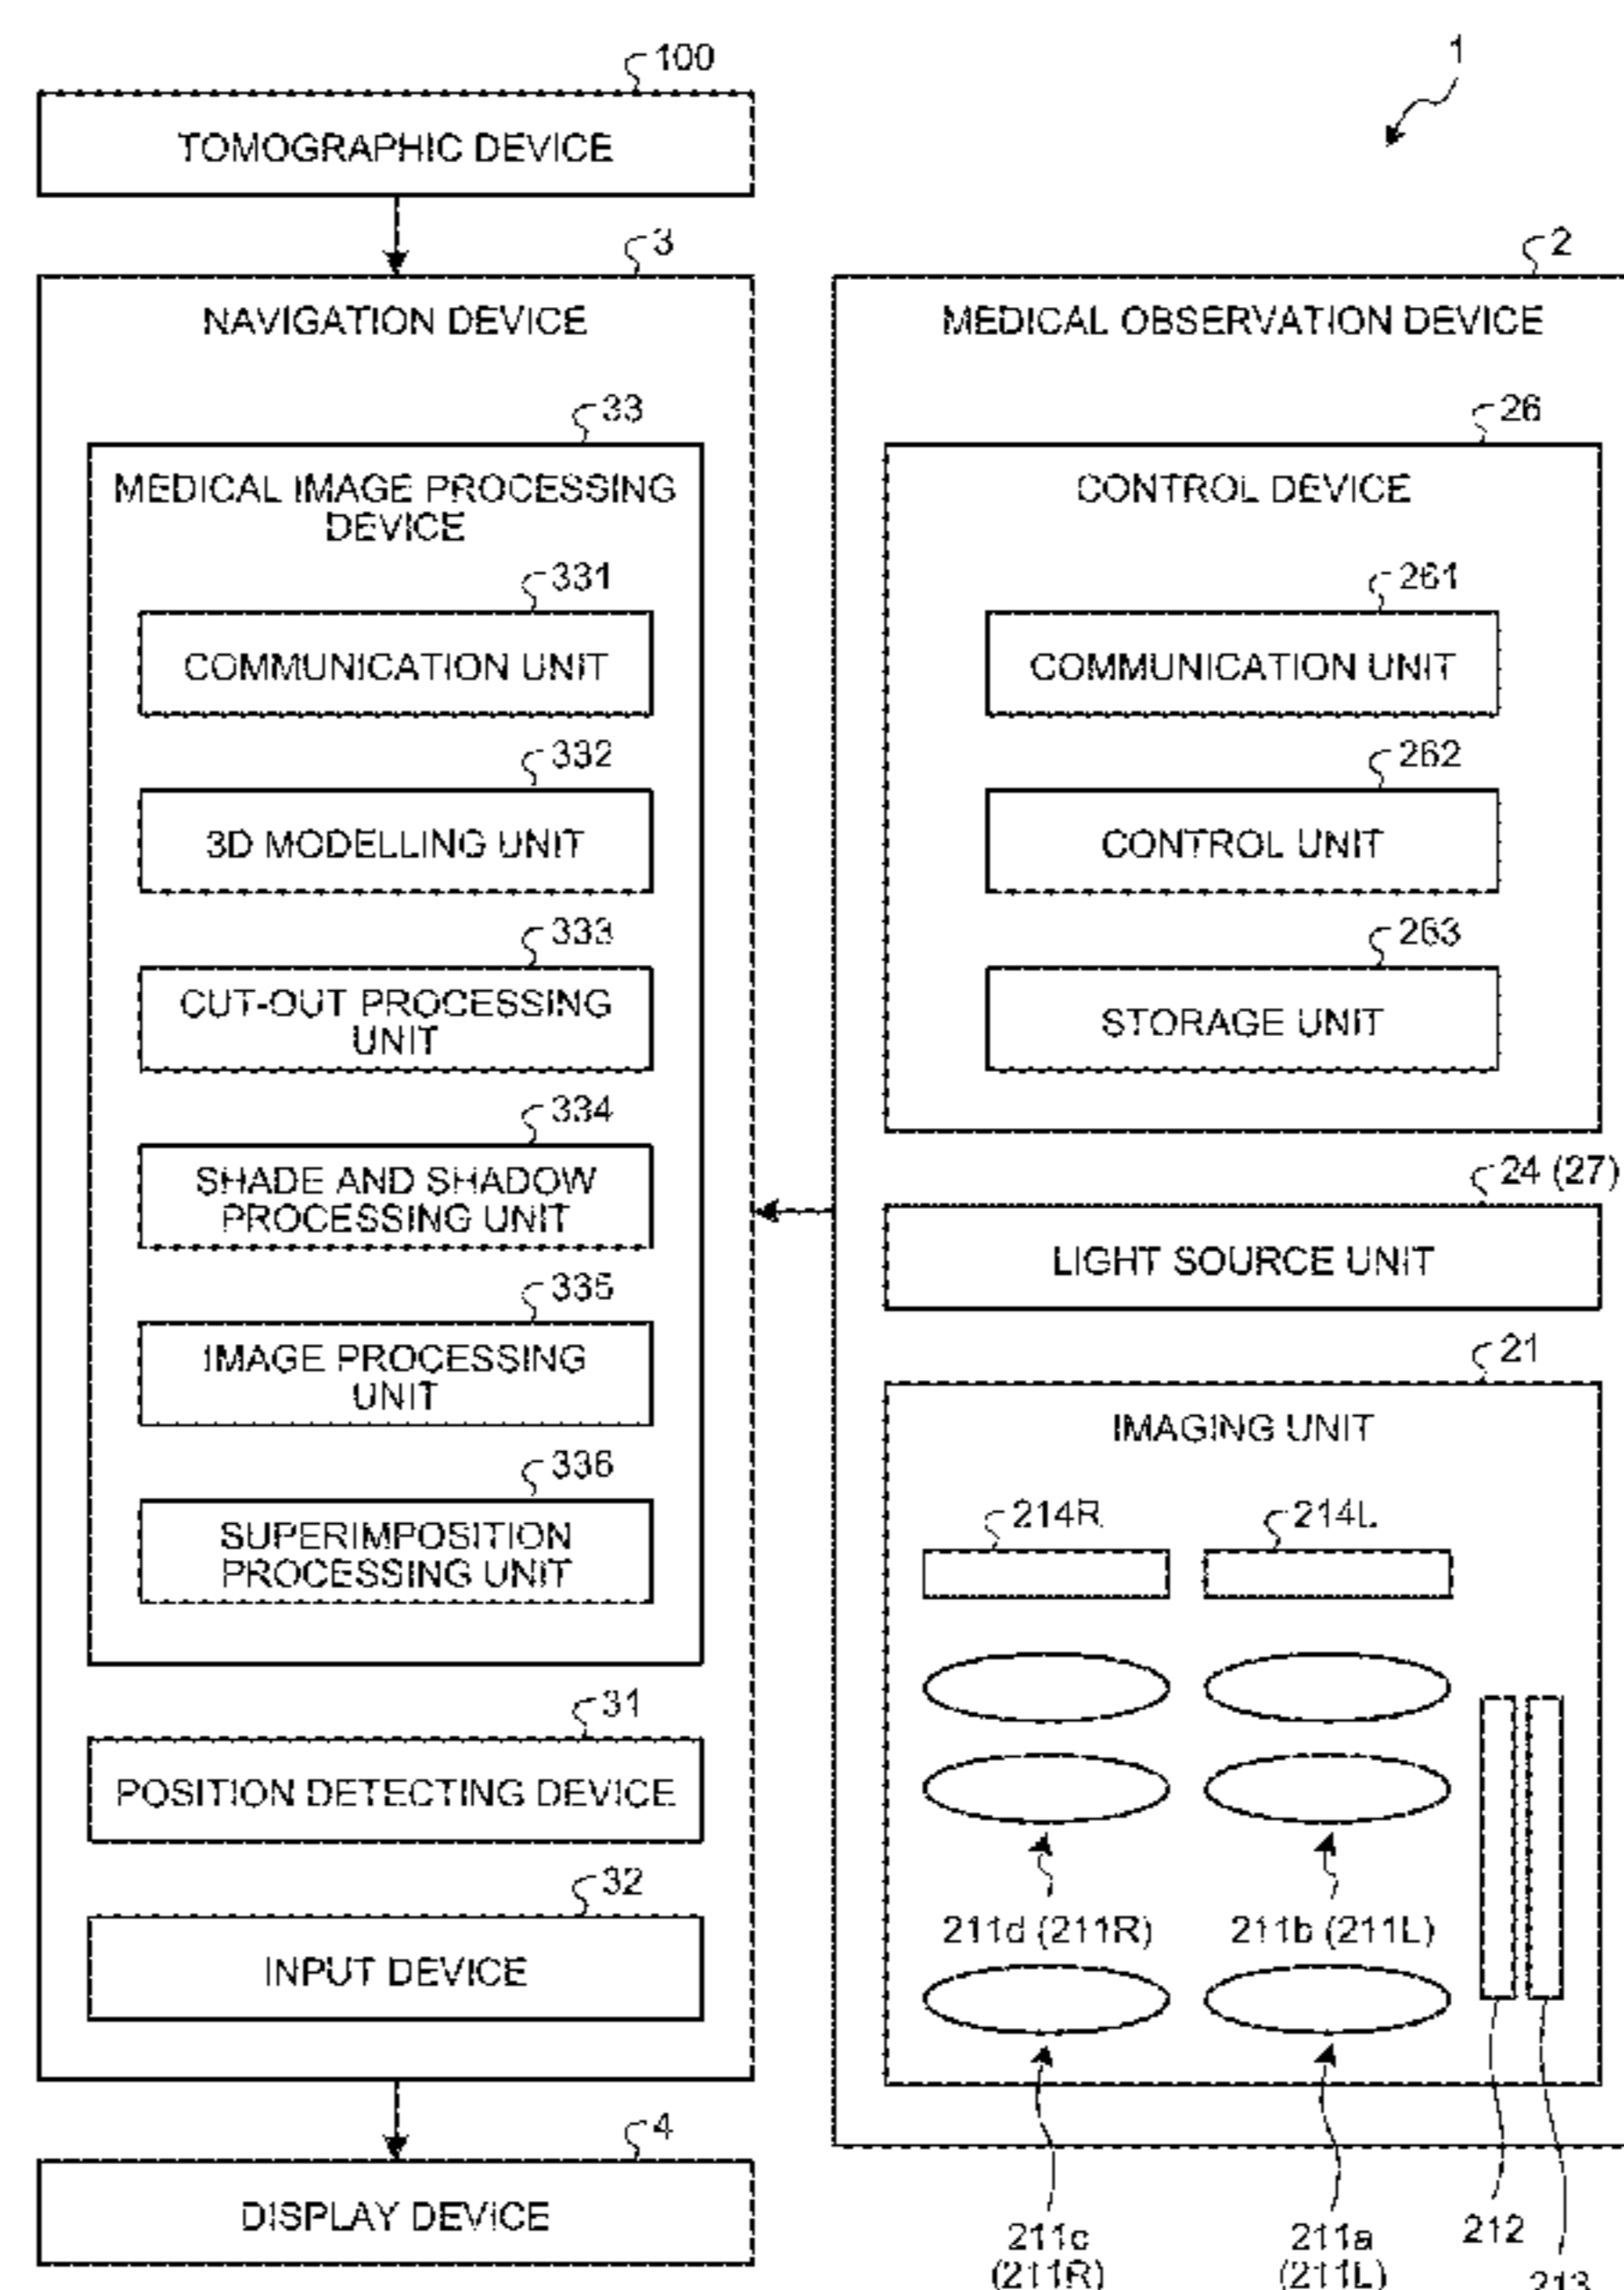 100
TOMOGRAPHIC DEVICE
1
3
NAVIGATION DEVICE
33
MEDICAL IMAGE PROCESSING
DEVICE
331
COMMUNICATION UNIT
332
3D MODELLING UNIT
333
CUT-OUT PROCESSING
UNIT
334
SHADE AND SHADOW
PROCESSING UNIT
335
IMAGE PROCESSING
UNIT
336
SUPERIMPOSITION
PROCESSING UNIT
31
POSITION DETECTING DEVICE
32
INPUT DEVICE
4
DISPLAY DEVICE
2
MEDICAL OBSERVATION DEVICE
26
CONTROL DEVICE
261
COMMUNICATION UNIT
262
CONTROL UNIT
263
STORAGE UNIT
24 (27)
LIGHT SOURCE UNIT
21
IMAGING UNIT
214R
214L
211d (211R)
211b (211L)
211c
(211R)
211a
(211L)
212
213